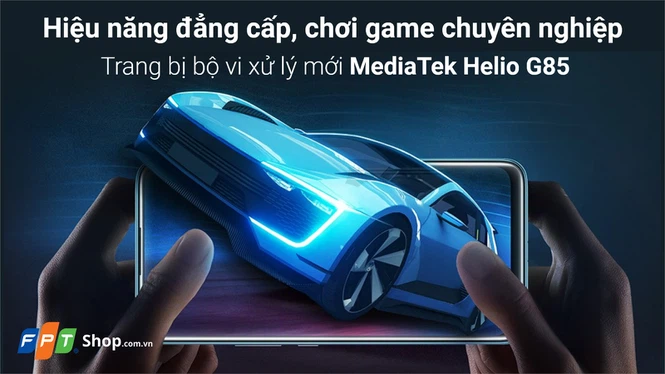 Hiệu năng đẳng cấp, chơi game chuyên nghiệp
Trang bị bộ vi xử lý mới MediaTek Helio G85
FPT Shop.com.vn